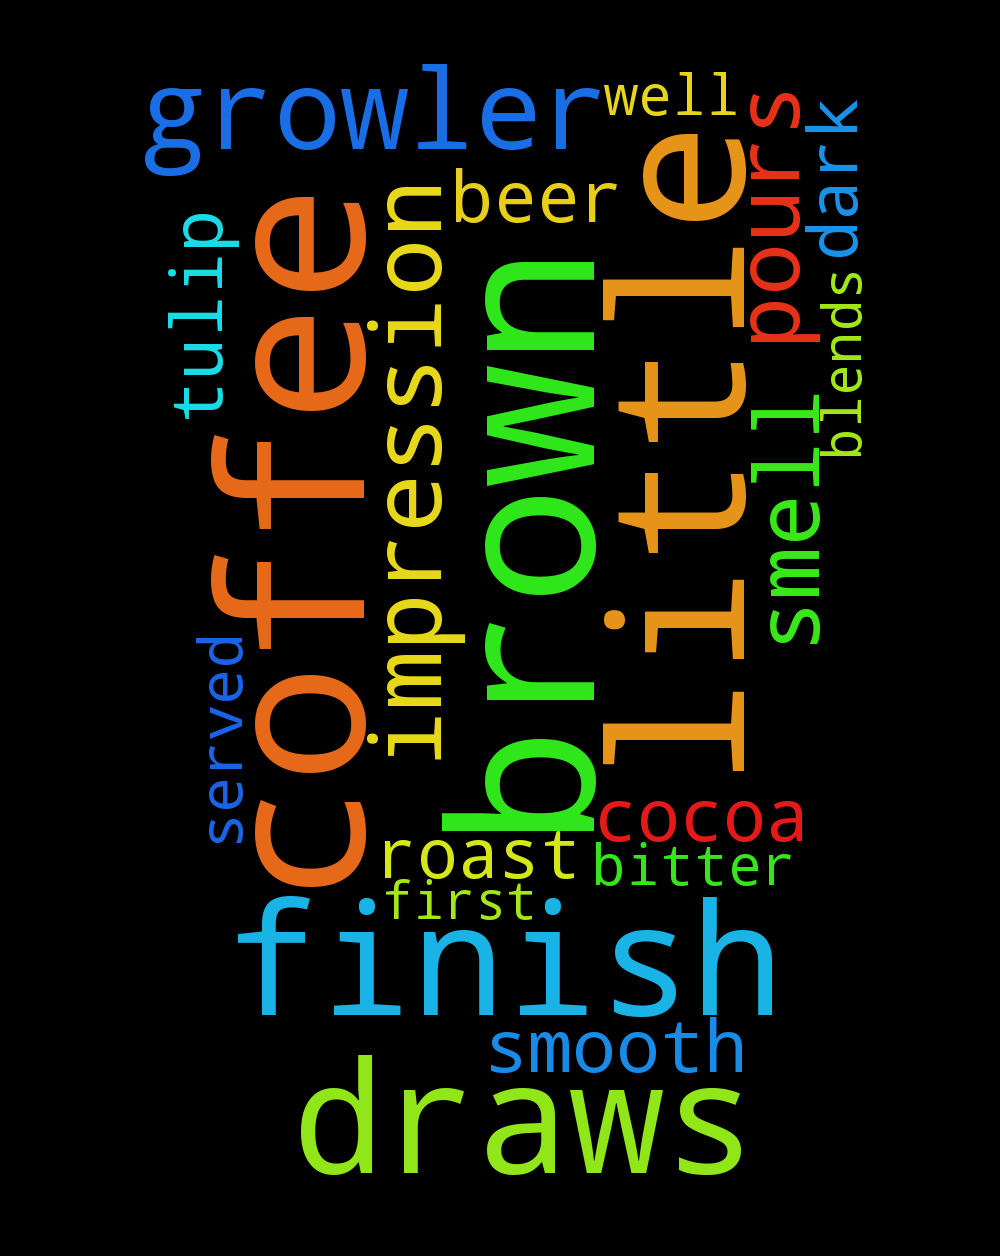 growler
well
beer
pours
dark
tulip
coffee
impression
brown
little
blends
smell
served
cocoa
roast
bitter
first
finish
smooth
draws